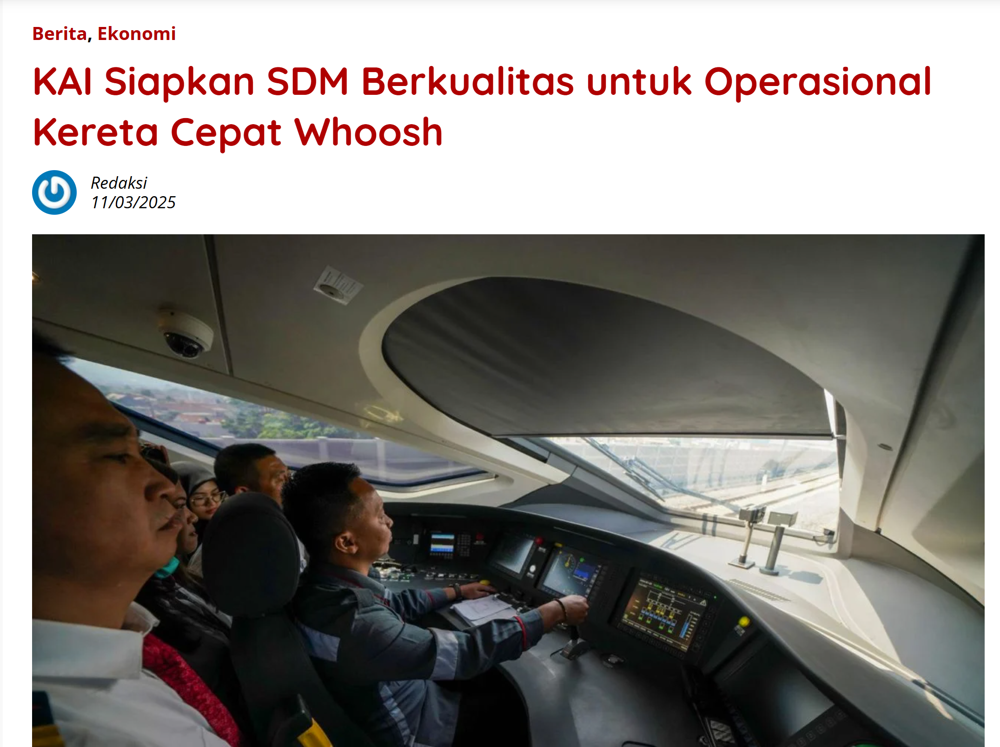 Berita, Ekonomi
KAI Siapkan SDM Berkualitas untuk Operasional
Kereta Cepat Whoosh
Redaksi
11/03/2025